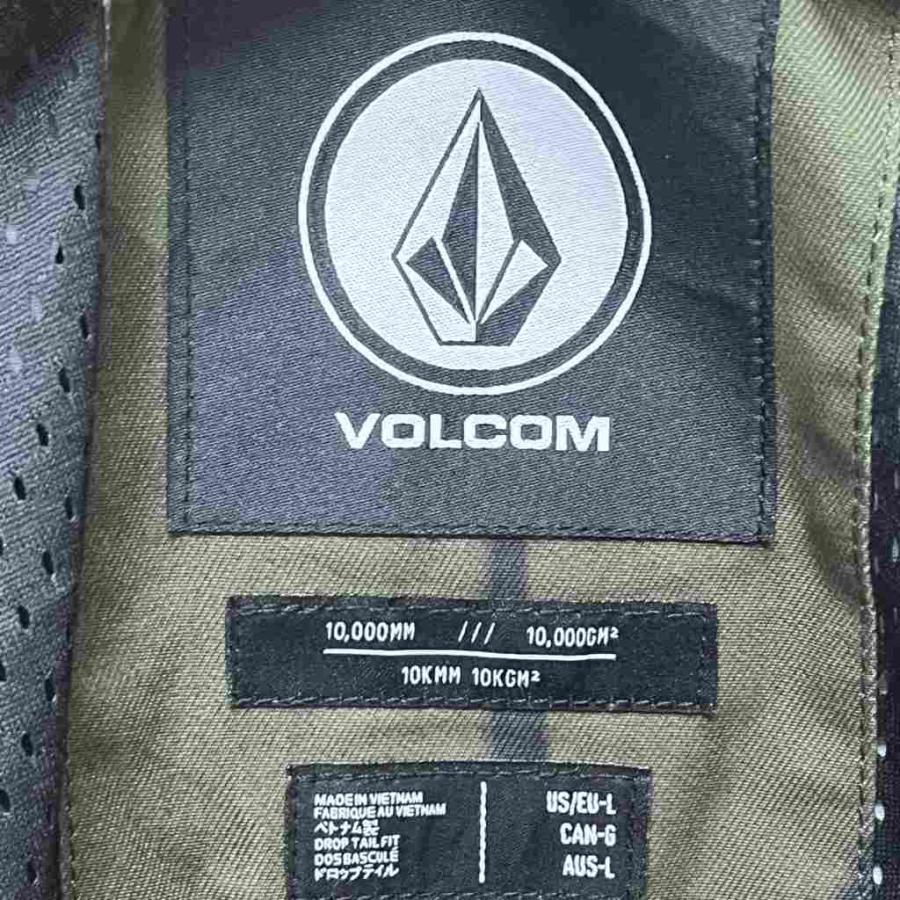 VOLCOM
10,000MM /// 10,000GM²
10KMM 10KGM²
MADE IN VIETNAM
FABRIQUE AU VIETNAM
ベトナム製
DROP TAIL FIT
DOS BASCULÉ
ドロップテイル
US/EU-L
CAN-G
AUS-L